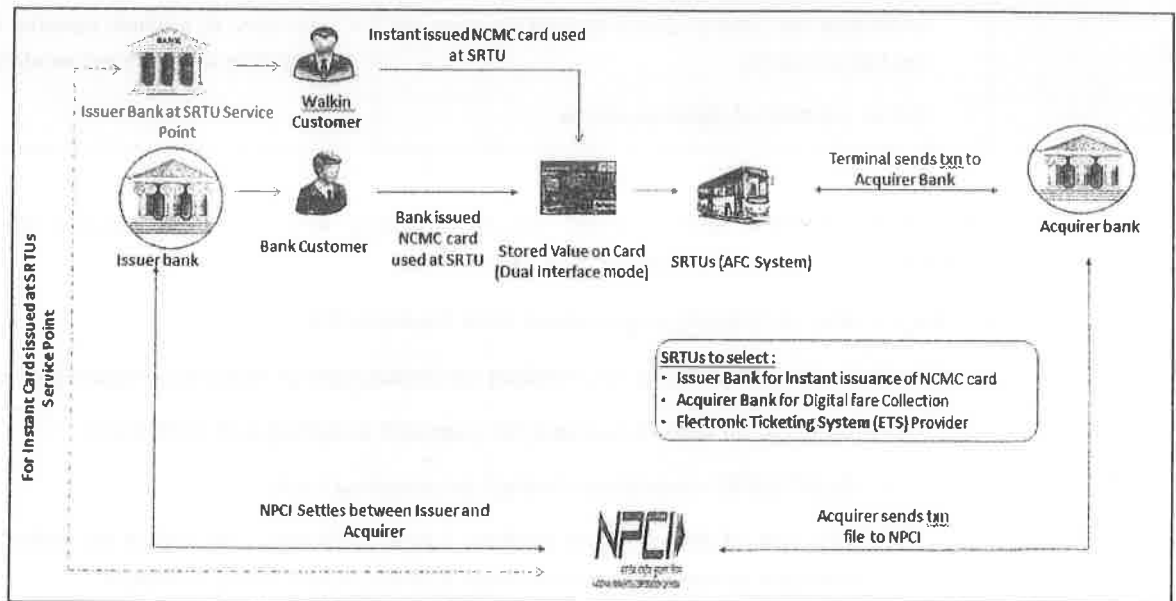 BANK
Instant issued NCMC card used
at SRTU
Issuer Bank at SRTU Service
Point
Walkin
Customer
Issuer bank
Bank Customer
Bank issued
NCMC card
used at SRTU
Stored Value on Card
(Dual Interface mode)
SRTUs (AFC System)
Terminal sends txn to
Acquirer Bank
Acquirer bank
For Instant Cards issued at SRTUs
Service Point
SRTUs to select :
• Issuer Bank for Instant issuance of NCMC card
• Acquirer Bank for Digital fare Collection
• Electronic Ticketing System (ETS) Provider
NPCI Settles between Issuer and
Acquirer
NPCI
Acquirer sends txn
file to NPCI